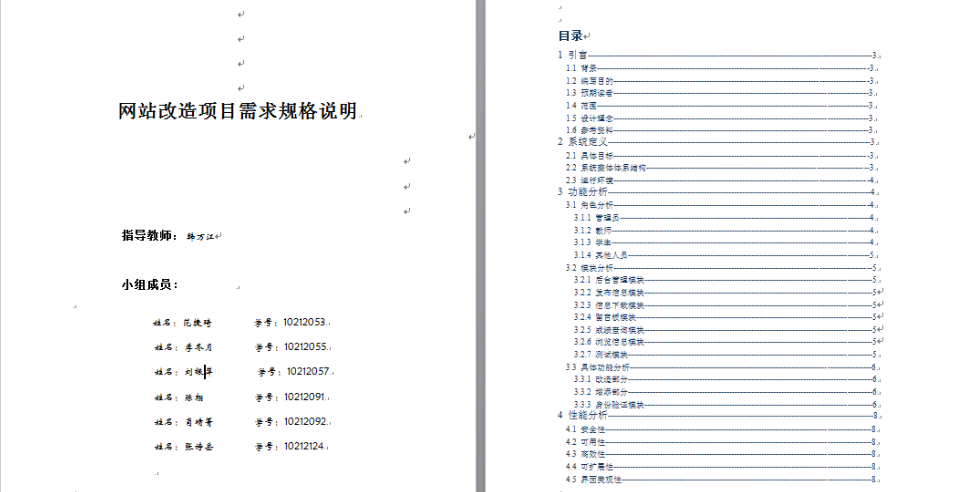 网站改造项目需求规格说明
指导教师：韩万江
小组成员：
姓名：范捷琦 学号：10212053
姓名：李冬月 学号：10212055
姓名：刘振华 学号：10212057
姓名：陈翔 学号：10212091
姓名：肖靖箐 学号：10212092
姓名：张诗岳 学号：10212124
目录
1 引言3
1.1 背景3
1.2 编写目的3
1.3 预期读者3
1.4 范围3
1.5 设计理念3
1.6 参考资料3
2 系统定义3
2.1 具体目标3
2.2 系统整体体系结构3
2.3 运行环境4
3 功能分析4
3.1 角色分析4
3.1.1 管理员4
3.1.2 教师4
3.1.3 学生4
3.1.4 其他人员5
3.2 模块分析5
3.2.1 后台管理模块5
3.2.2 发布信息模块5
3.2.3 信息下载模块5
3.2.4 留言板模块5
3.2.5 成绩查询模块5
3.2.6 浏览信息模块5
3.2.7 测试模块5
3.3 具体功能分析6
3.3.1 改造部分6
3.3.2 增添部分6
3.3.3 身份验证模块6
4 性能分析8
4.1 安全性8
4.2 可用性8
4.3 高效性8
4.4 可扩展性8
4.5 界面美观性8